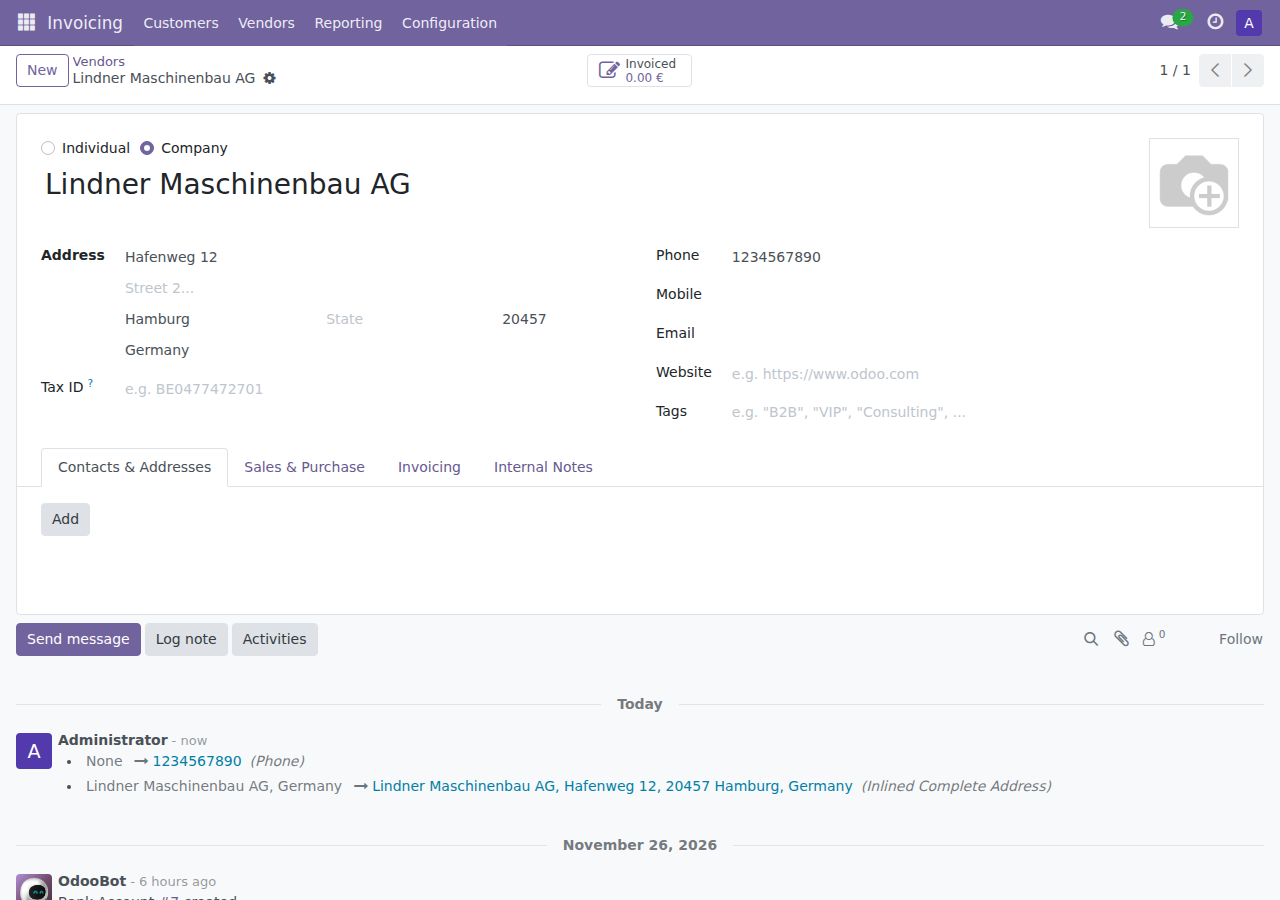 Invoicing Customers Vendors Reporting Configuration 2 A
New Vendors Invoiced 1 / 1
Lindner Maschinenbau AG 0.00 €
Individual Company
Lindner Maschinenbau AG
Address Hafenweg 12 Phone 1234567890
Street 2... Mobile
Hamburg State 20457
Germany Email
Tax ID ? e.g. BE0477472701 Website e.g. https://www.odoo.com
Tags e.g. "B2B", "VIP", "Consulting", ...
Contacts & Addresses Sales & Purchase Invoicing Internal Notes
Add
Send message Log note Activities 0 Follow
Today
A Administrator - now
None → 1234567890 (Phone)
Lindner Maschinenbau AG, Germany → Lindner Maschinenbau AG, Hafenweg 12, 20457 Hamburg, Germany (Inlined Complete Address)
November 26, 2026
OdooBot - 6 hours ago
Bank Account #7 created